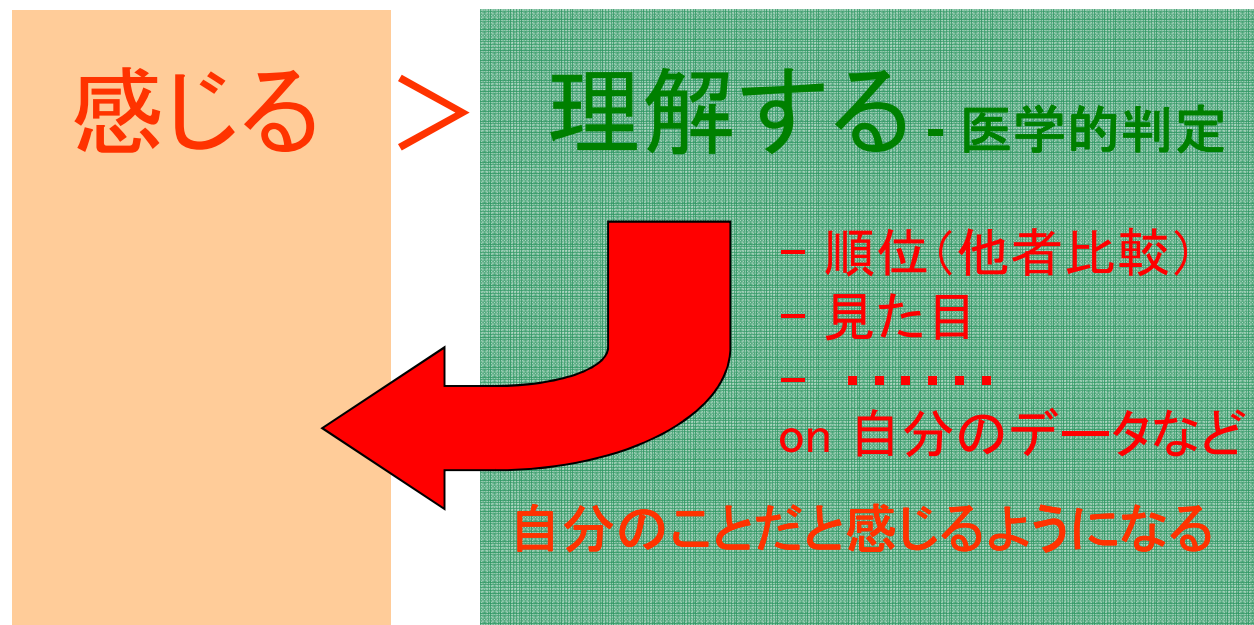 感じる > 理解する - 医学的判定
- 順位(他者比較)
- 見た目
- ・・・・・・
on 自分のデータなど
自分のことだと感じるようになる